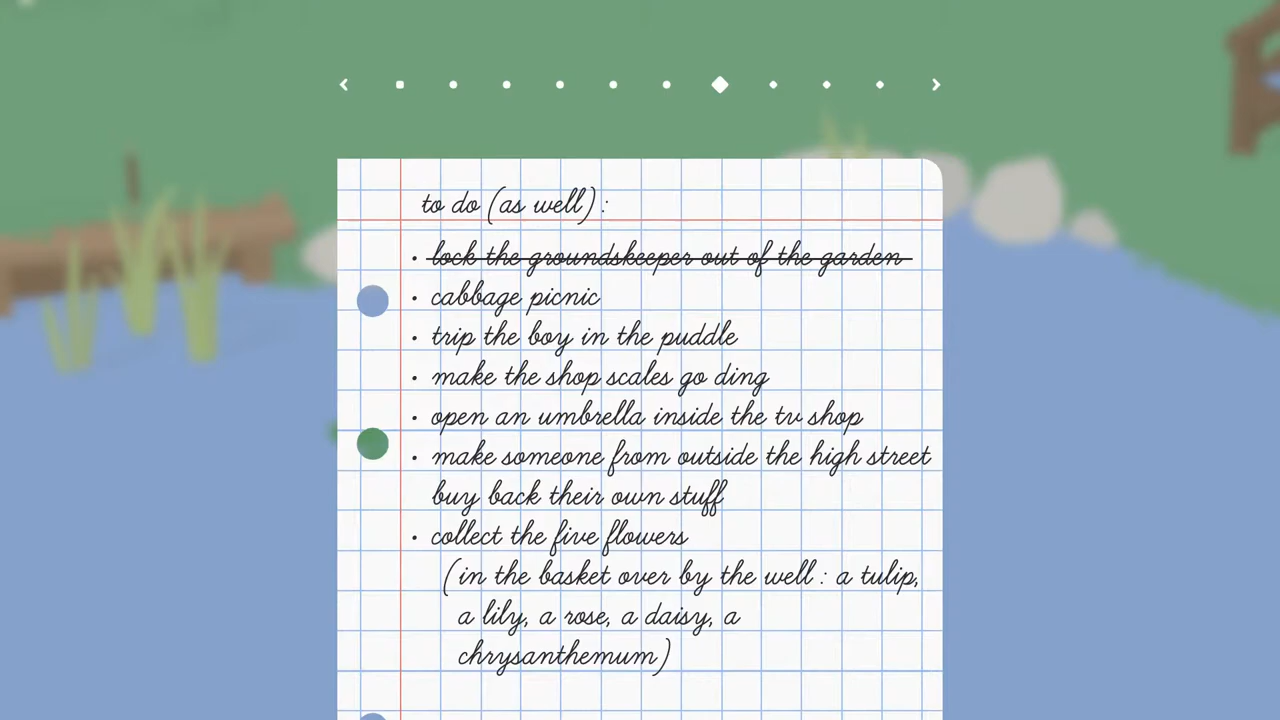 to do (as well) :
• lock the groundskeeper out of the garden
• cabbage picnic
• trip the boy in the puddle
• make the shop scales go ding
• open an umbrella inside the tv shop
• make someone from outside the high street
buy back their own stuff
• collect the five flowers
(in the basket over by the well : a tulip,
a lily, a rose, a daisy, a
chrysanthemum)